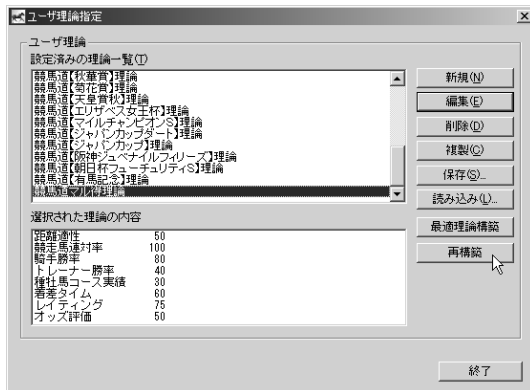 ユーザ理論指定
ユーザ理論
設定済みの理論一覧(T)
競馬道【秋華賞】理論
競馬道【菊花賞】理論
競馬道【天皇賞秋】理論
競馬道【エリザベス女王杯】理論
競馬道【マイルチャンピオンS】理論
競馬道【ジャパンカップダート】理論
競馬道【ジャパンカップ】理論
競馬道【阪神ジュベナイルフィリーズ】理論
競馬道【朝日杯フューチュリティS】理論
競馬道【有馬記念】理論
競馬道マル得理論
選択された理論の内容
距離適性 50
競走馬連対率 100
騎手勝率 80
トレーナー勝率 40
種牡馬コース実績 30
着差タイム 60
レイティング 75
オッズ評価 50
新規(N)
編集(E)
削除(D)
複製(C)
保存(S)...
読み込み(L)...
最適理論構築
再構築
終了